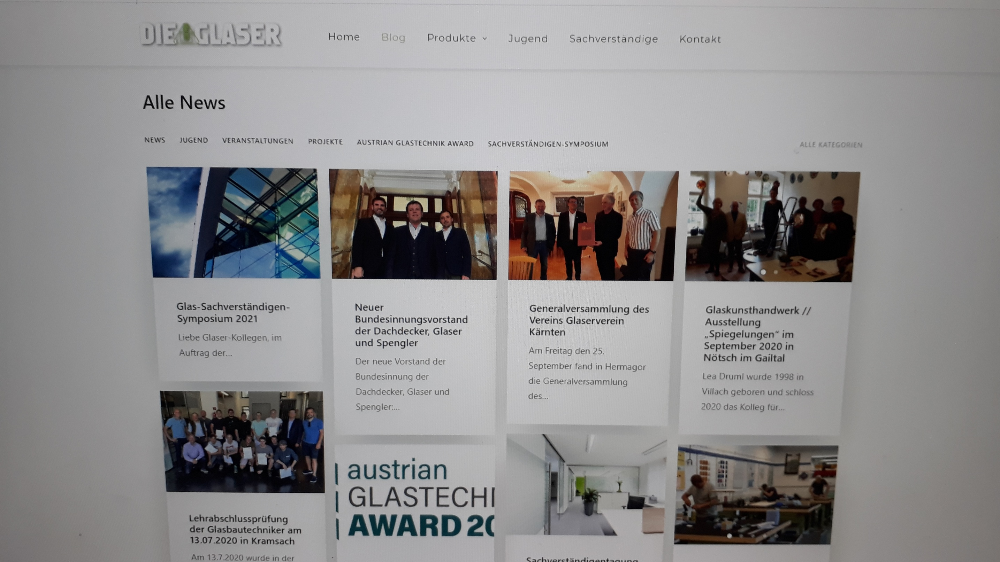 DIE GLASER
Home
Blog
Produkte
Jugend
Sachverständige
Kontakt
Alle News
NEWS
JUGEND
VERANSTALTUNGEN
PROJEKTE
AUSTRIAN GLASTECHNIK AWARD
SACHVERSTÄNDIGEN-SYMPOSIUM
ALLE KATEGORIEN
Glas-Sachverständigen-
Symposium 2021
Liebe Glaser-Kollegen, im
Auftrag der...
Neuer
Bundesinnungsvorstand
der Dachdecker, Glaser
und Spengler
Der neue Vorstand der
Bundesinnung der
Dachdecker, Glaser und
Spengler:...
Generalversammlung des
Vereins Glaserverein
Kärnten
Am Freitag den 25.
September fand in Hermagor
die Generalversammlung
des...
Glaskunsthandwerk //
Ausstellung
„Spiegelungen“ im
September 2020 in
Nötsch im Gailtal
Lea Druml wurde 1998 in
Villach geboren und schloss
2020 das Kolleg für...
Lehrabschlussprüfung
der Glasbautechniker am
13.07.2020 in Kramsach
Am 13.7.2020 wurde in der
austrian
GLASTECHN
AWARD 20
Sachverständigentagung